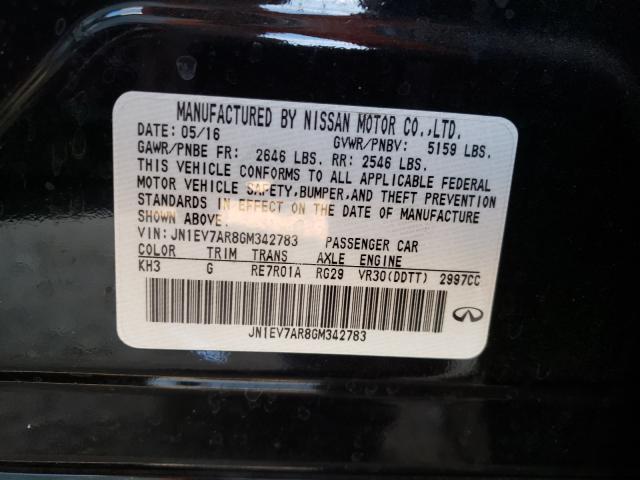 MANUFACTURED BY NISSAN MOTOR CO.,LTD.
DATE: 05/16 GVWR/PNBV: 5159 LBS.
GAWR/PNBE FR: 2646 LBS. RR: 2546 LBS.
THIS VEHICLE CONFORMS TO ALL APPLICABLE FEDERAL
MOTOR VEHICLE SAFETY,BUMPER,AND THEFT PREVENTION
STANDARDS IN EFFECT ON THE DATE OF MANUFACTURE
SHOWN ABOVE.
VIN:JN1EV7AR8GM342783 PASSENGER CAR
COLOR TRIM TRANS AXLE ENGINE
KH3 G RE7R01A RG29 VR30(DDTT) 2997CC
JN1EV7AR8GM342783